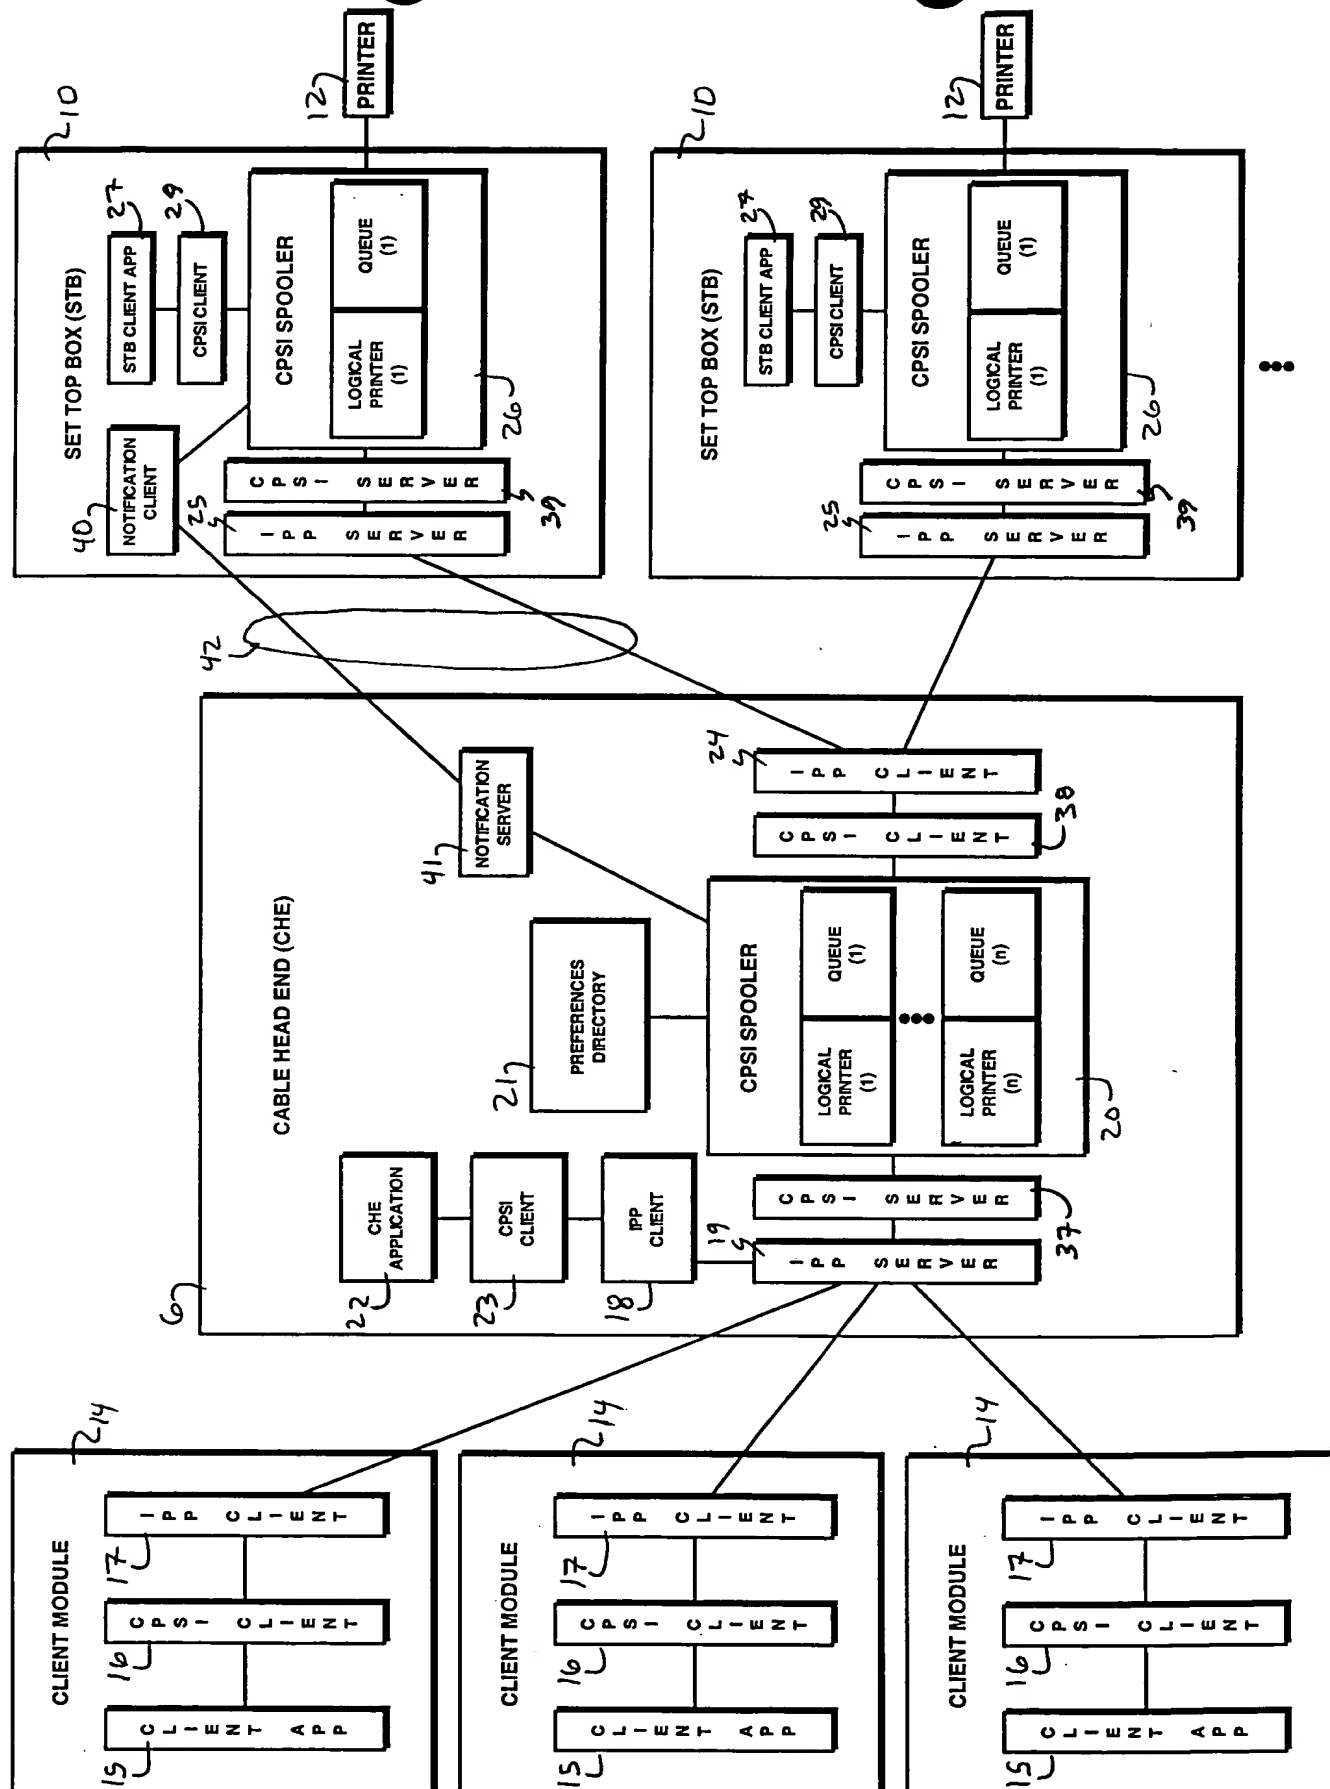 CLIENT MODULE
14
15
CLIENT APP
16
CPSI CLIENT
17
IPP CLIENT
CLIENT MODULE
14
15
CLIENT APP
16
CPSI CLIENT
17
IPP CLIENT
CLIENT MODULE
14
15
CLIENT APP
16
CPSI CLIENT
17
IPP CLIENT
6
CABLE HEAD END (CHE)
22
CHE
APPLICATION
23
CPSI
CLIENT
18
IPP
CLIENT
19
IPP SERVER
CPSI SERVER
37
21
PREFERENCES
DIRECTORY
41
NOTIFICATION
SERVER
CPSI SPOOLER
LOGICAL
PRINTER
(1)
QUEUE
(1)
LOGICAL
PRINTER
(n)
QUEUE
(n)
20
CPSI CLIENT
38
24
IPP CLIENT
42
SET TOP BOX (STB)
10
40
NOTIFICATION
CLIENT
STB CLIENT APP
27
CPSI CLIENT
29
25
IPP SERVER
CPSI SERVER
39
CPSI SPOOLER
LOGICAL
PRINTER
(1)
QUEUE
(1)
26
12
PRINTER
SET TOP BOX (STB)
10
STB CLIENT APP
27
CPSI CLIENT
29
25
IPP SERVER
CPSI SERVER
39
CPSI SPOOLER
LOGICAL
PRINTER
(1)
QUEUE
(1)
26
12
PRINTER